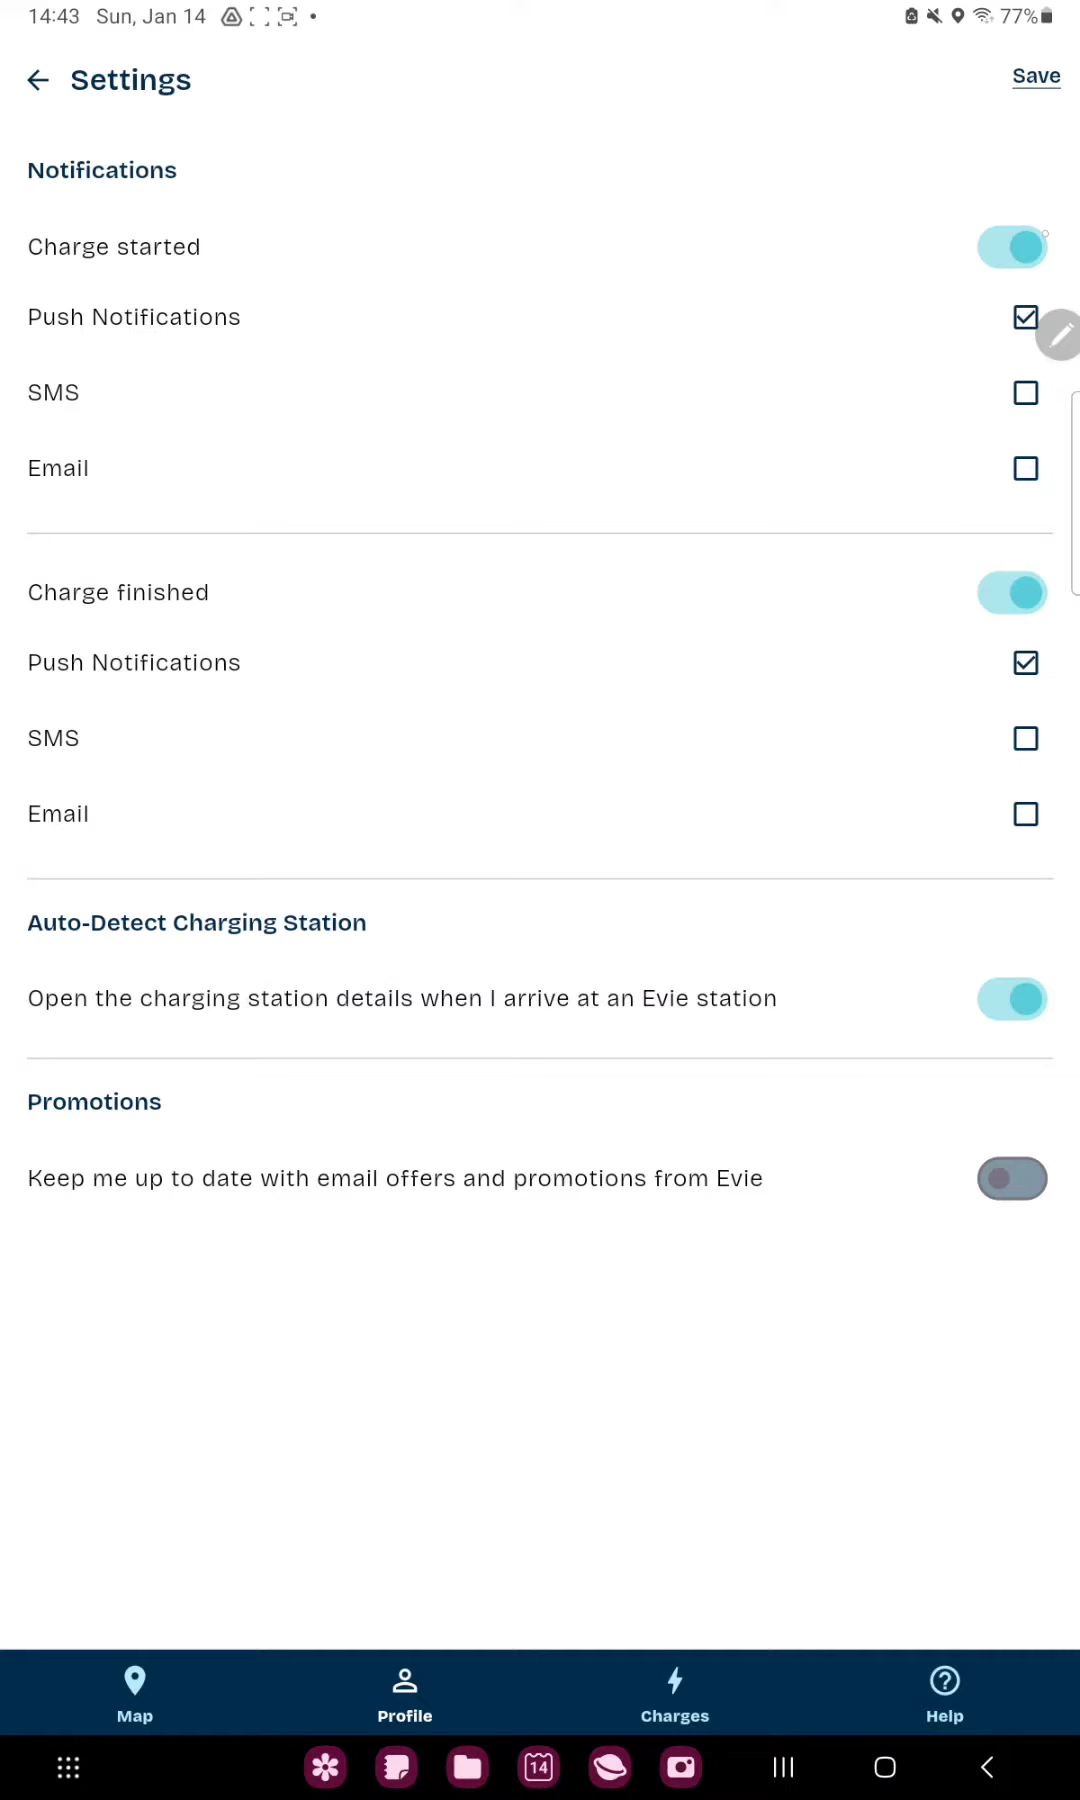 14:43 Sun, Jan 14
77%
Settings
Save
Notifications
Charge started
Push Notifications
SMS
Email
Charge finished
Push Notifications
SMS
Email
Auto-Detect Charging Station
Open the charging station details when I arrive at an Evie station
Promotions
Keep me up to date with email offers and promotions from Evie
Map
Profile
Charges
Help
14